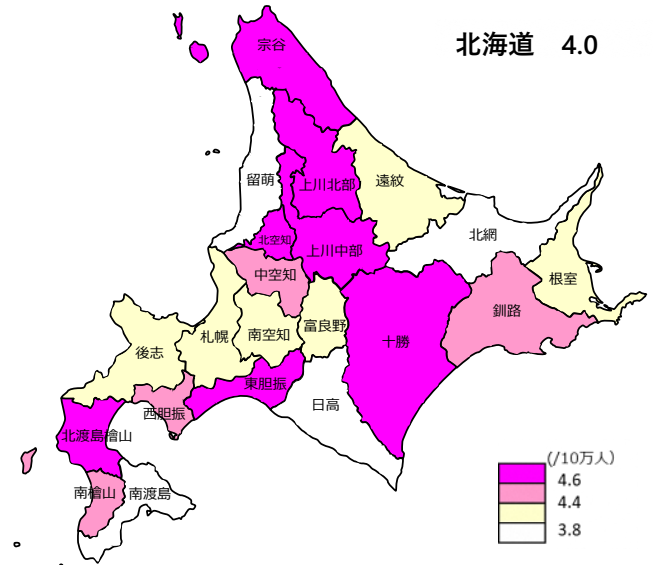 北海道　4.0
宗谷
留萌
上川北部
遠紋
北空知
上川中部
北網
中空知
根室
釧路
札幌
南空知
富良野
十勝
後志
東胆振
西胆振
日高
北渡島檜山
南檜山
南渡島
(/10万人)
4.6
4.4
3.8